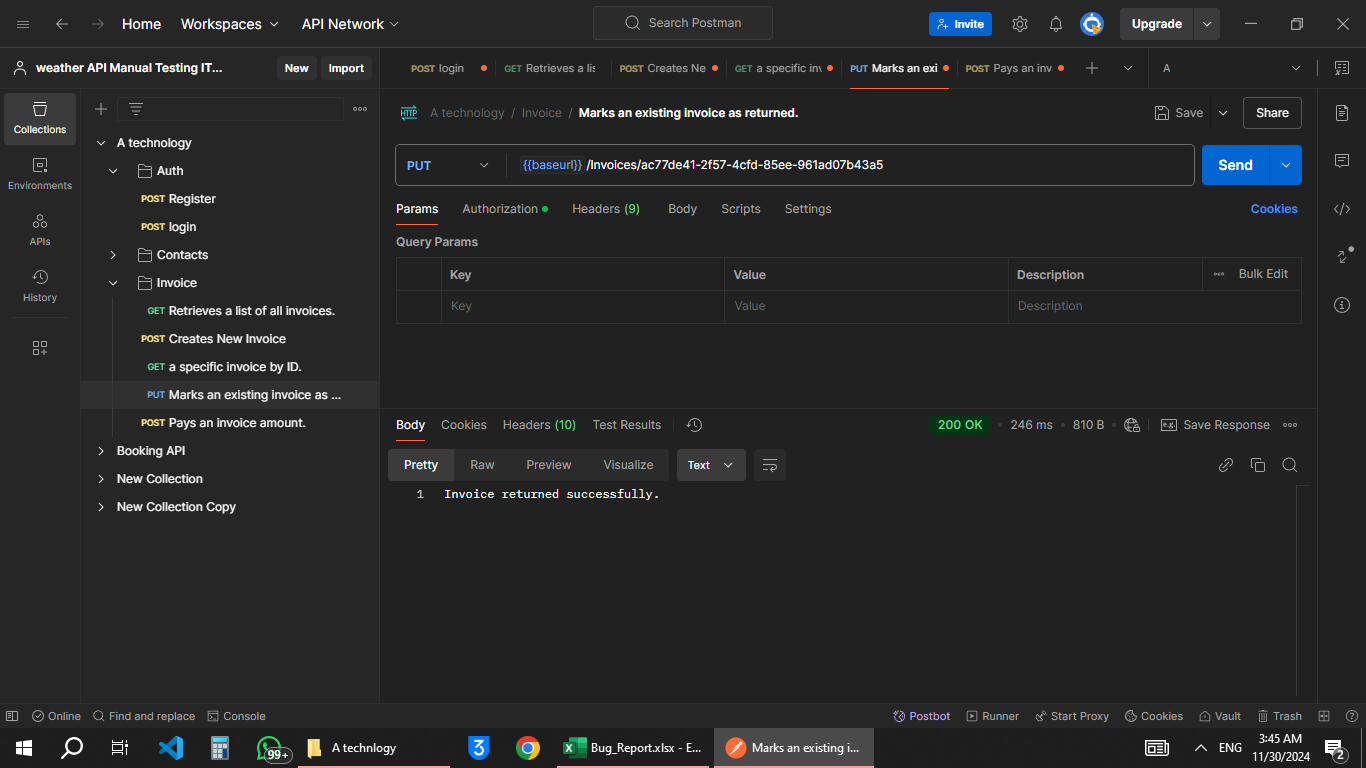 Home Workspaces API Network Search Postman Invite Upgrade
weather API Manual Testing IT... New Import
POST login GET Retrieves a lis POST Creates Ne GET a specific inv PUT Marks an exi POST Pays an inv A
Collections
Environments
APIs
History
A technology
Auth
POST Register
POST login
Contacts
Invoice
GET Retrieves a list of all invoices.
POST Creates New Invoice
GET a specific invoice by ID.
PUT Marks an existing invoice as ...
POST Pays an invoice amount.
Booking API
New Collection
New Collection Copy
HTTP A technology / Invoice / Marks an existing invoice as returned. Save Share
PUT {{baseurl}} /Invoices/ac77de41-2f57-4cfd-85ee-961ad07b43a5 Send
Params Authorization Headers (9) Body Scripts Settings Cookies
Query Params
Key Value Description Bulk Edit
Key Value Description
Body Cookies Headers (10) Test Results 200 OK 246 ms 810 B e.g. Save Response
Pretty Raw Preview Visualize Text
1 Invoice returned successfully.
Online Find and replace Console Postbot Runner Start Proxy Cookies Vault Trash
99+ A technlogy 3 Bug_Report.xlsx - E... Marks an existing i... ENG 3:45 AM
11/30/2024 2